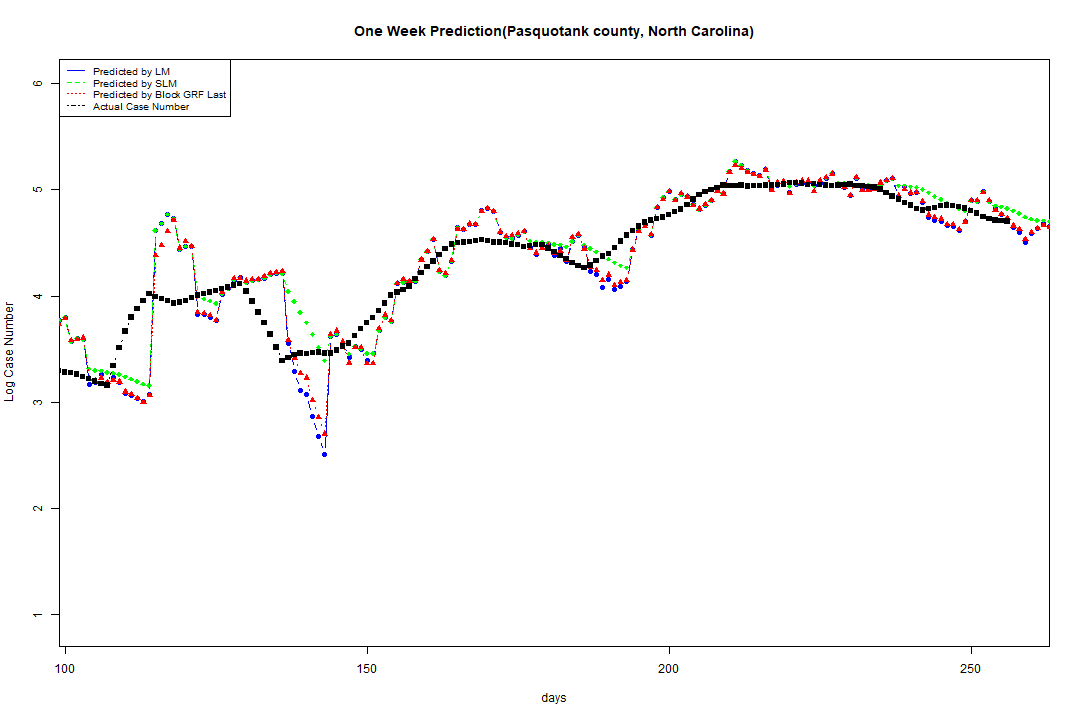 One Week Prediction(Pasquotank county, North Carolina)
Predicted by LM
Predicted by SLM
Predicted by Block GRF Last
Actual Case Number
6
5
4
3
2
1
Log Case Number
100 150 200 250
days